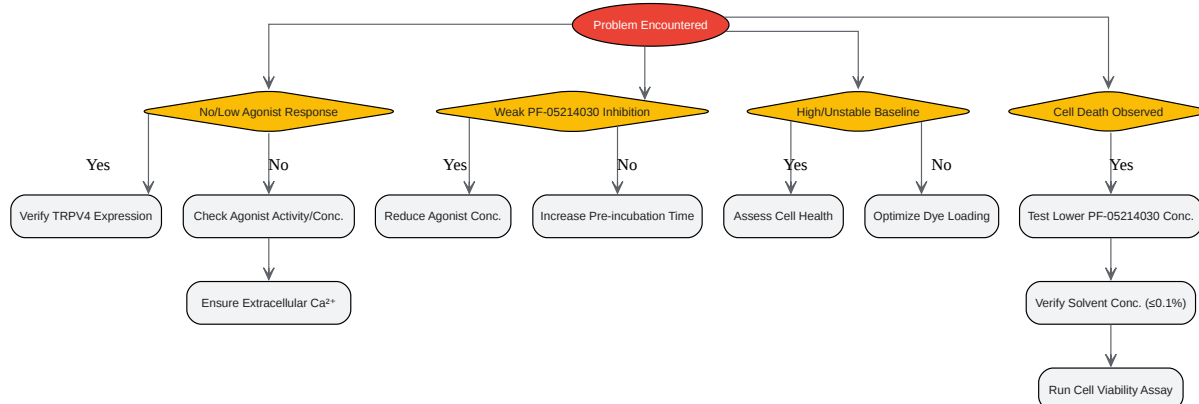 Problem Encountered
No/Low Agonist Response
Weak PF-05214030 Inhibition
High/Unstable Baseline
Cell Death Observed
Yes
No
Yes
No
Yes
No
Yes
Verify TRPV4 Expression
Check Agonist Activity/Conc.
Reduce Agonist Conc.
Increase Pre-incubation Time
Assess Cell Health
Optimize Dye Loading
Test Lower PF-05214030 Conc.
Ensure Extracellular Ca²⁺
Verify Solvent Conc. (≤0.1%)
Run Cell Viability Assay